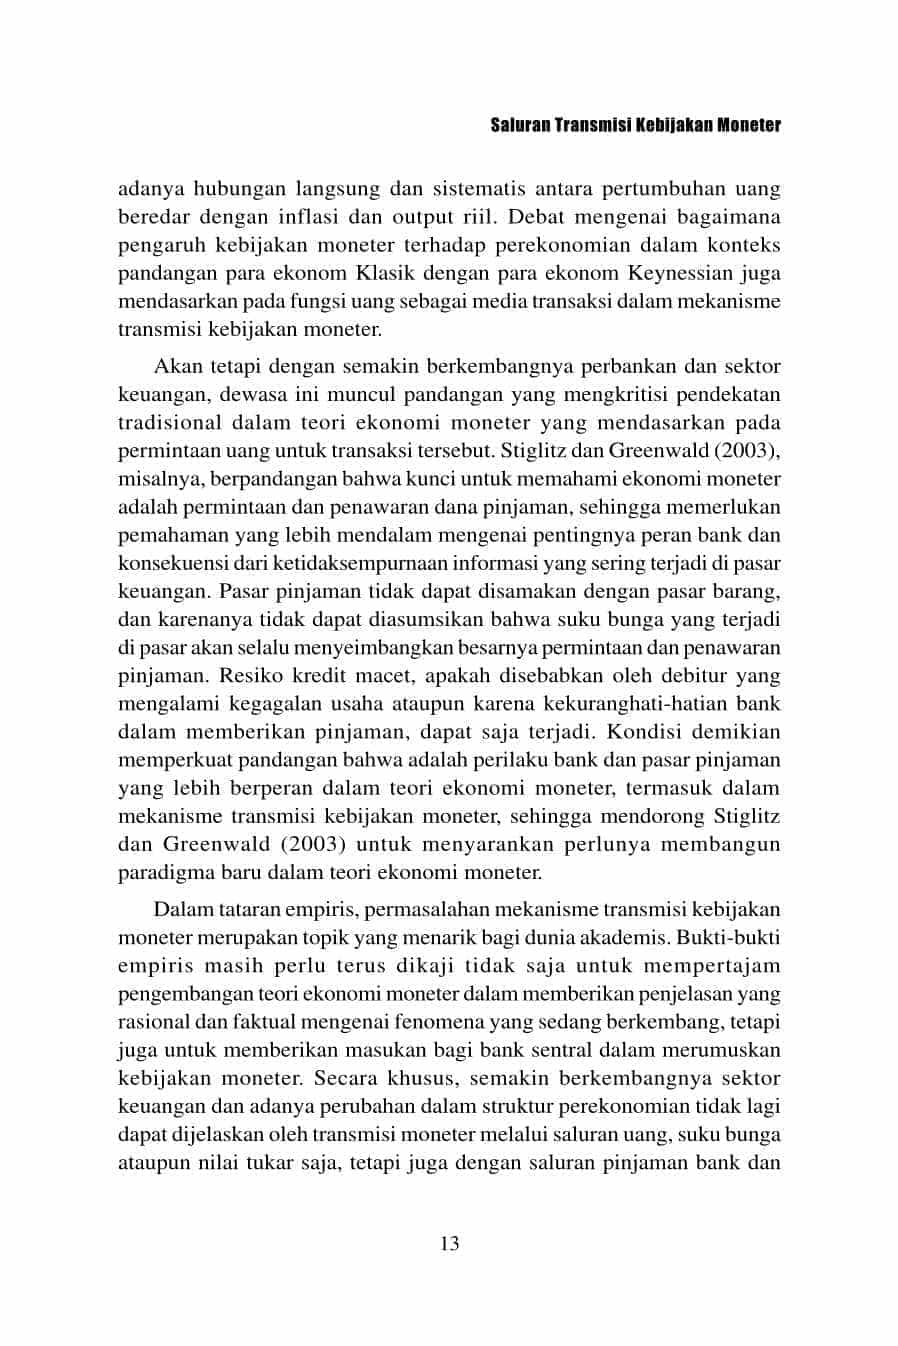 Saluran Transmisi Kebijakan Moneter
adanya hubungan langsung dan sistematis antara pertumbuhan uang
beredar dengan inflasi dan output riil. Debat mengenai bagaimana
pengaruh kebijakan moneter terhadap perekonomian dalam konteks
pandangan para ekonom Klasik dengan para ekonom Keynessian juga
mendasarkan pada fungsi uang sebagai media transaksi dalam mekanisme
transmisi kebijakan moneter.
Akan tetapi dengan semakin berkembangnya perbankan dan sektor
keuangan, dewasa ini muncul pandangan yang mengkritisi pendekatan
tradisional dalam teori ekonomi moneter yang mendasarkan pada
permintaan uang untuk transaksi tersebut. Stiglitz dan Greenwald (2003),
misalnya, berpandangan bahwa kunci untuk memahami ekonomi moneter
adalah permintaan dan penawaran dana pinjaman, sehingga memerlukan
pemahaman yang lebih mendalam mengenai pentingnya peran bank dan
konsekuensi dari ketidaksempurnaan informasi yang sering terjadi di pasar
keuangan. Pasar pinjaman tidak dapat disamakan dengan pasar barang,
dan karenanya tidak dapat diasumsikan bahwa suku bunga yang terjadi
di pasar akan selalu menyeimbangkan besarnya permintaan dan penawaran
pinjaman. Resiko kredit macet, apakah disebabkan oleh debitur yang
mengalami kegagalan usaha ataupun karena kekuranghati-hatian bank
dalam memberikan pinjaman, dapat saja terjadi. Kondisi demikian
memperkuat pandangan bahwa adalah perilaku bank dan pasar pinjaman
yang lebih berperan dalam teori ekonomi moneter, termasuk dalam
mekanisme transmisi kebijakan moneter, sehingga mendorong Stiglitz
dan Greenwald (2003) untuk menyarankan perlunya membangun
paradigma baru dalam teori ekonomi moneter.
Dalam tataran empiris, permasalahan mekanisme transmisi kebijakan
moneter merupakan topik yang menarik bagi dunia akademis. Bukti-bukti
empiris masih perlu terus dikaji tidak saja untuk mempertajam
pengembangan teori ekonomi moneter dalam memberikan penjelasan yang
rasional dan faktual mengenai fenomena yang sedang berkembang, tetapi
juga untuk memberikan masukan bagi bank sentral dalam merumuskan
kebijakan moneter. Secara khusus, semakin berkembangnya sektor
keuangan dan adanya perubahan dalam struktur perekonomian tidak lagi
dapat dijelaskan oleh transmisi moneter melalui saluran uang, suku bunga
ataupun nilai tukar saja, tetapi juga dengan saluran pinjaman bank dan
13